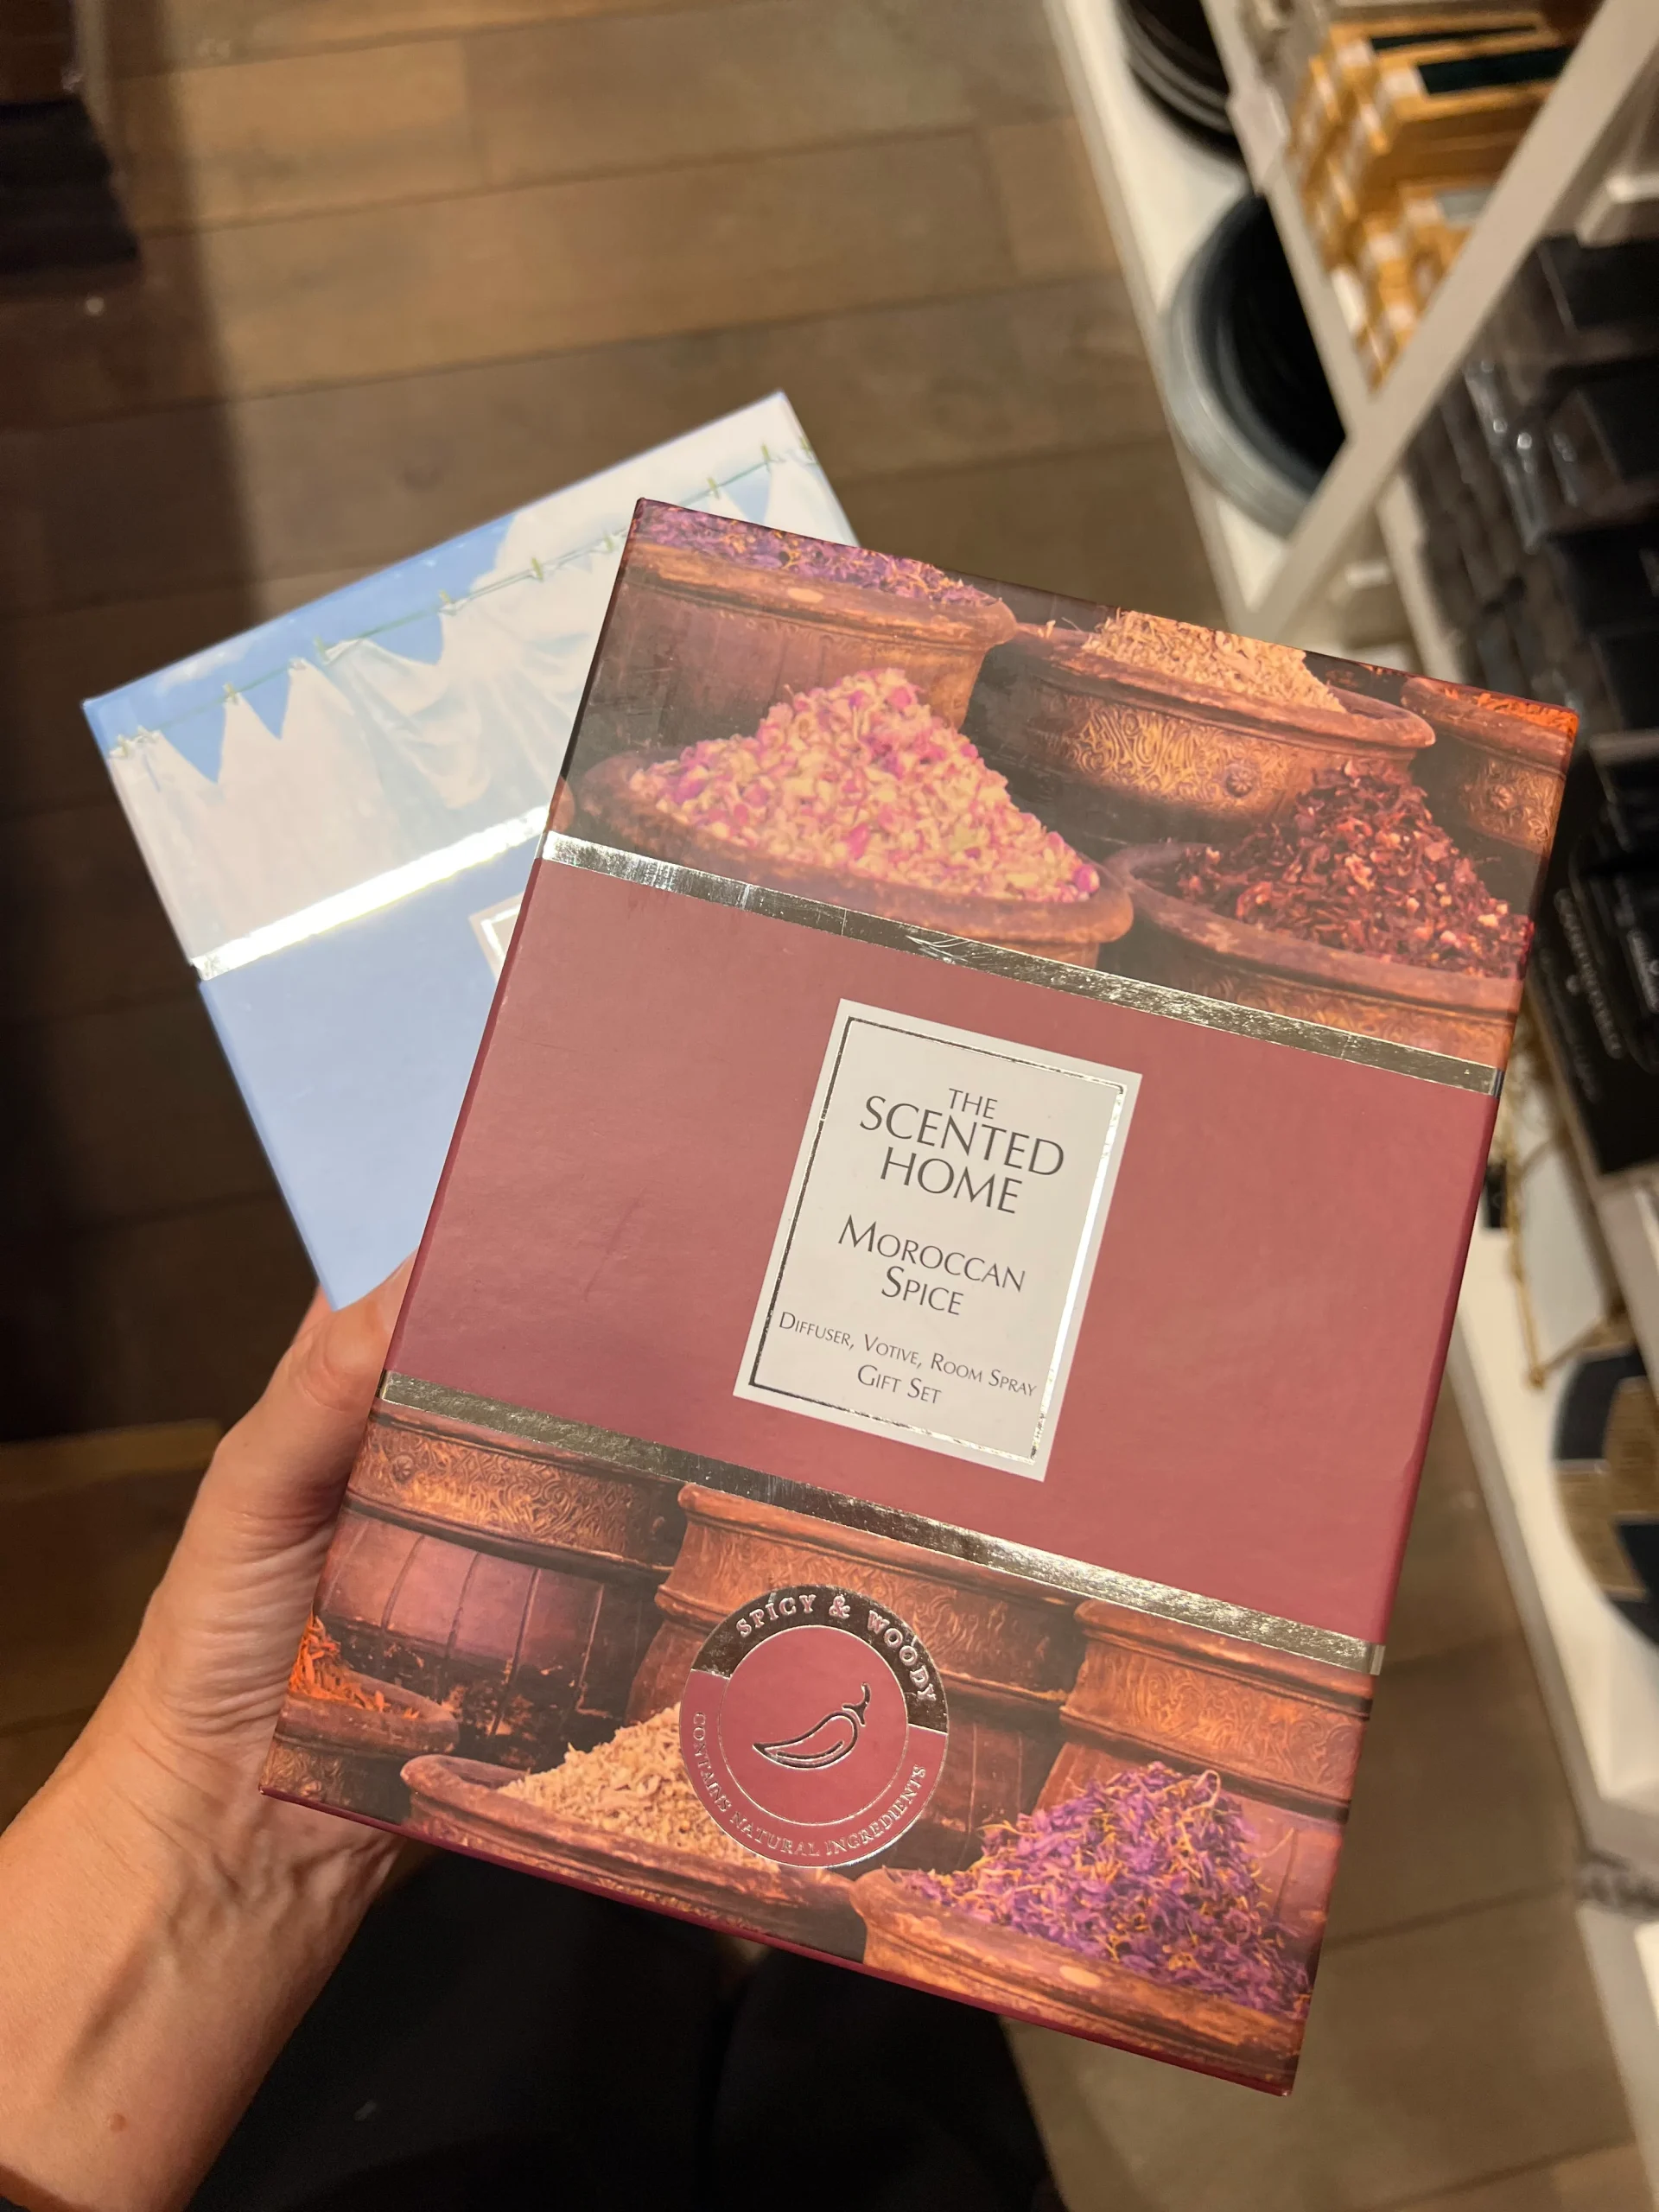 THE
SCENTED
HOME
MOROCCAN
SPICE
DIFFUSER, VOTIVE, ROOM SPRAY
GIFT SET
SPICY & WOODY
CONTAINS NATURAL INGREDIENTS